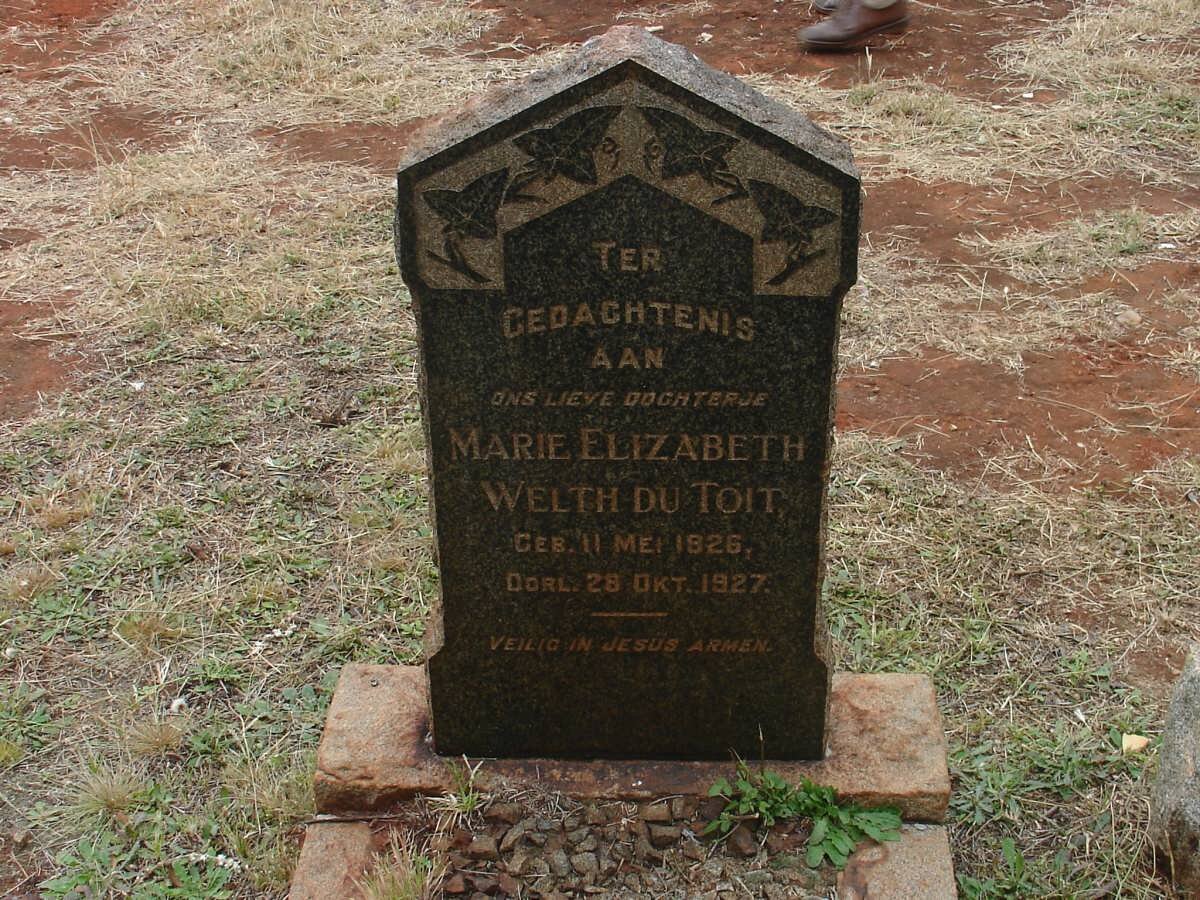 TER
GEDACHTENIS
AAN
ONS LIEVE DOCHTERJE
MARIE ELIZABETH
WELTH DU TOIT,
GEB. 11 MEI 1926,
OORL. 28 OKT. 1927.
VEILIG IN JESUS ARMEN.